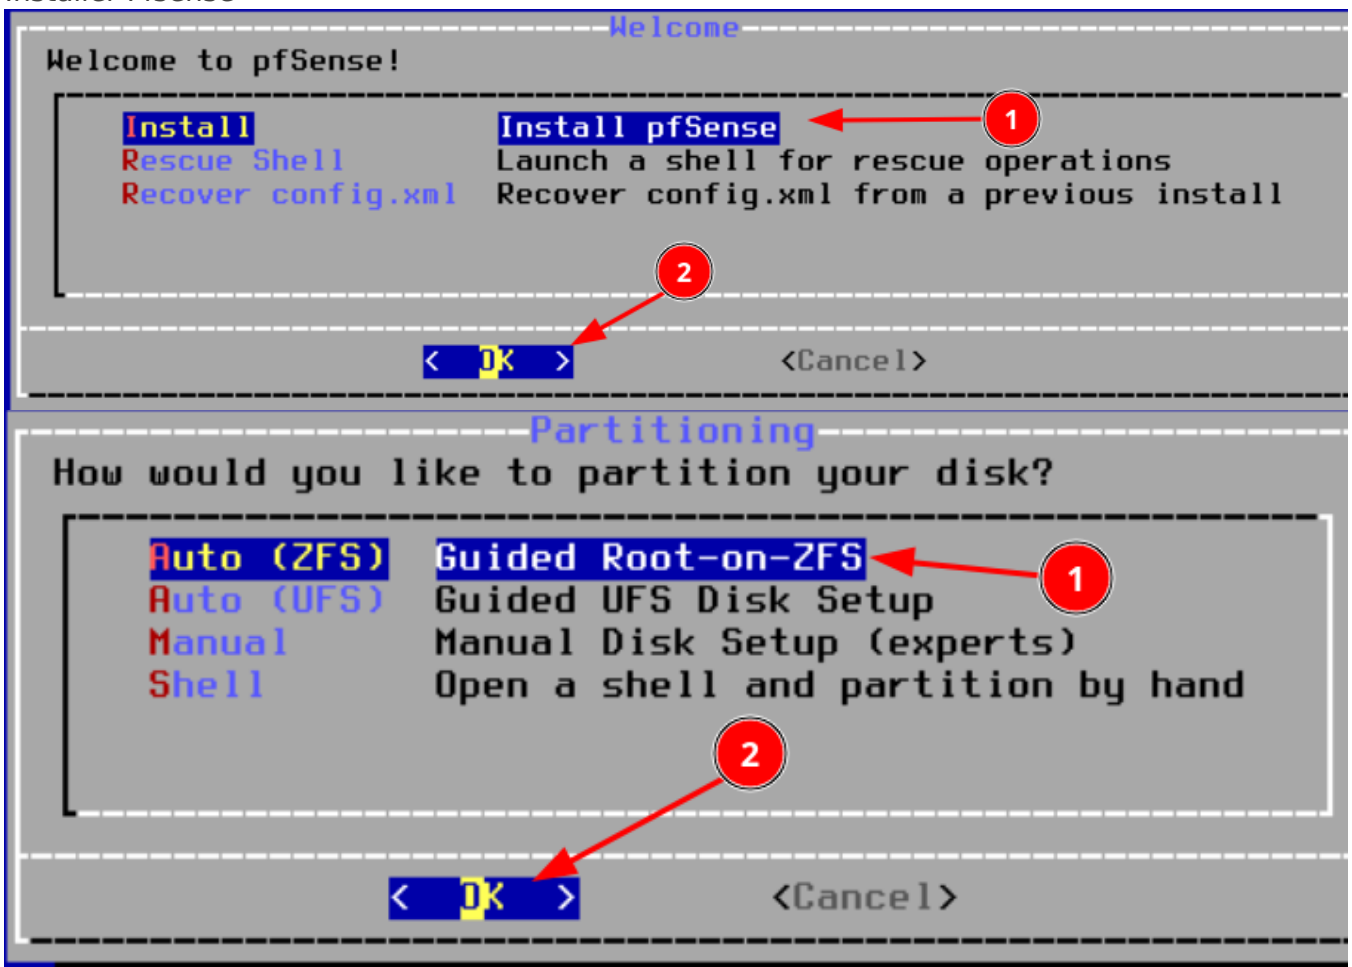 Welcome
Welcome to pfSense!
Install Install pfSense
1
Rescue Shell Launch a shell for rescue operations
Recover config.xml Recover config.xml from a previous install
2
< OK > <Cancel>
Partitioning
How would you like to partition your disk?
Auto (ZFS) Guided Root-on-ZFS
1
Auto (UFS) Guided UFS Disk Setup
Manual Manual Disk Setup (experts)
Shell Open a shell and partition by hand
2
< OK > <Cancel>